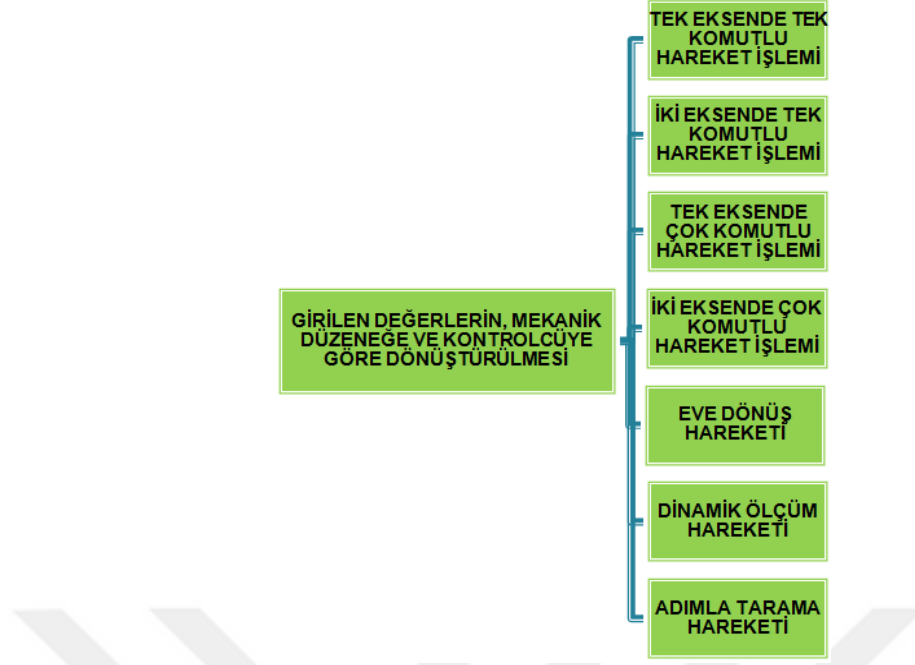 TEK EKSENDE TEK
KOMUTLU
HAREKET İŞLEMİ
İKİ EKSENDE TEK
KOMUTLU
HAREKET İŞLEMİ
TEK EKSENDE
ÇOK KOMUTLU
HAREKET İŞLEMİ
GİRİLEN DEĞERLERİN, MEKANİK
DÜZENEĞE VE KONTROLCÜYE
GÖRE DÖNÜŞTÜRÜLMESİ
İKİ EKSENDE ÇOK
KOMUTLU
HAREKET İŞLEMİ
EVE DÖNÜŞ
HAREKETİ
DİNAMİK ÖLÇÜM
HAREKETİ
ADIMLA TARAMA
HAREKETİ